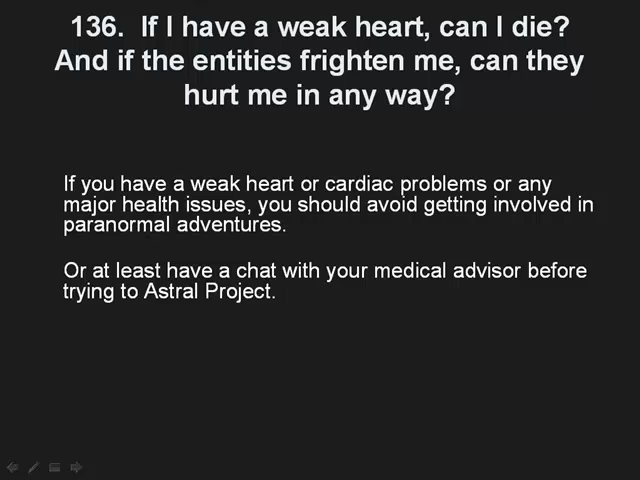 136.  If I have a weak heart, can I die?
And if the entities frighten me, can they
hurt me in any way?
If you have a weak heart or cardiac problems or any
major health issues, you should avoid getting involved in
paranormal adventures.
Or at least have a chat with your medical advisor before
trying to Astral Project.